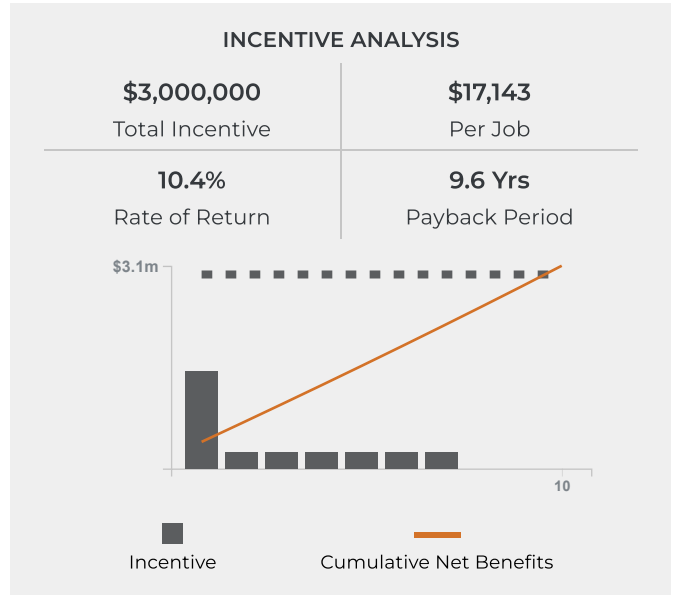 INCENTIVE ANALYSIS
$3,000,000
Total Incentive
$17,143
Per Job
10.4%
Rate of Return
9.6 Yrs
Payback Period
$3.1m
10
Incentive
Cumulative Net Benefits